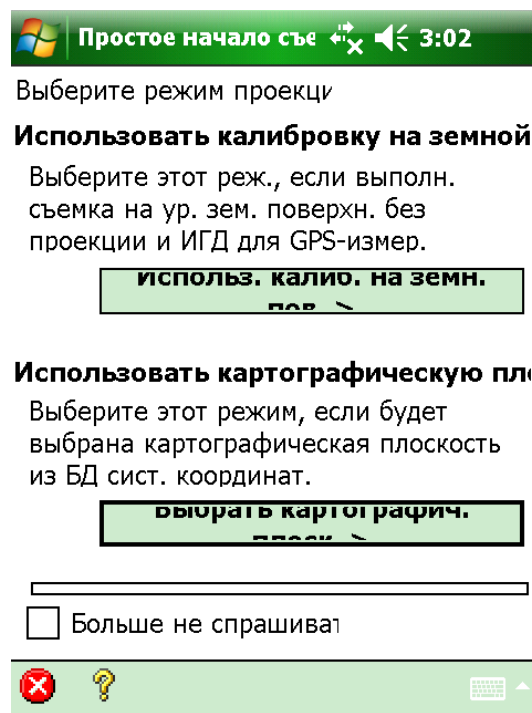 Простое начало съе 3:02
Выберите режим проекци
Использовать калибровку на земной
Выберите этот реж., если выполн.
съемка на ур. зем. поверхн. без
проекции и ИГД для GPS-измер.
Использ. калиб. на земн.
пов. >
Использовать картографическую пло
Выберите этот режим, если будет
выбрана картографическая плоскость
из БД сист. координат.
Выбрать картографич.
плоск. >
Больше не спрашиват